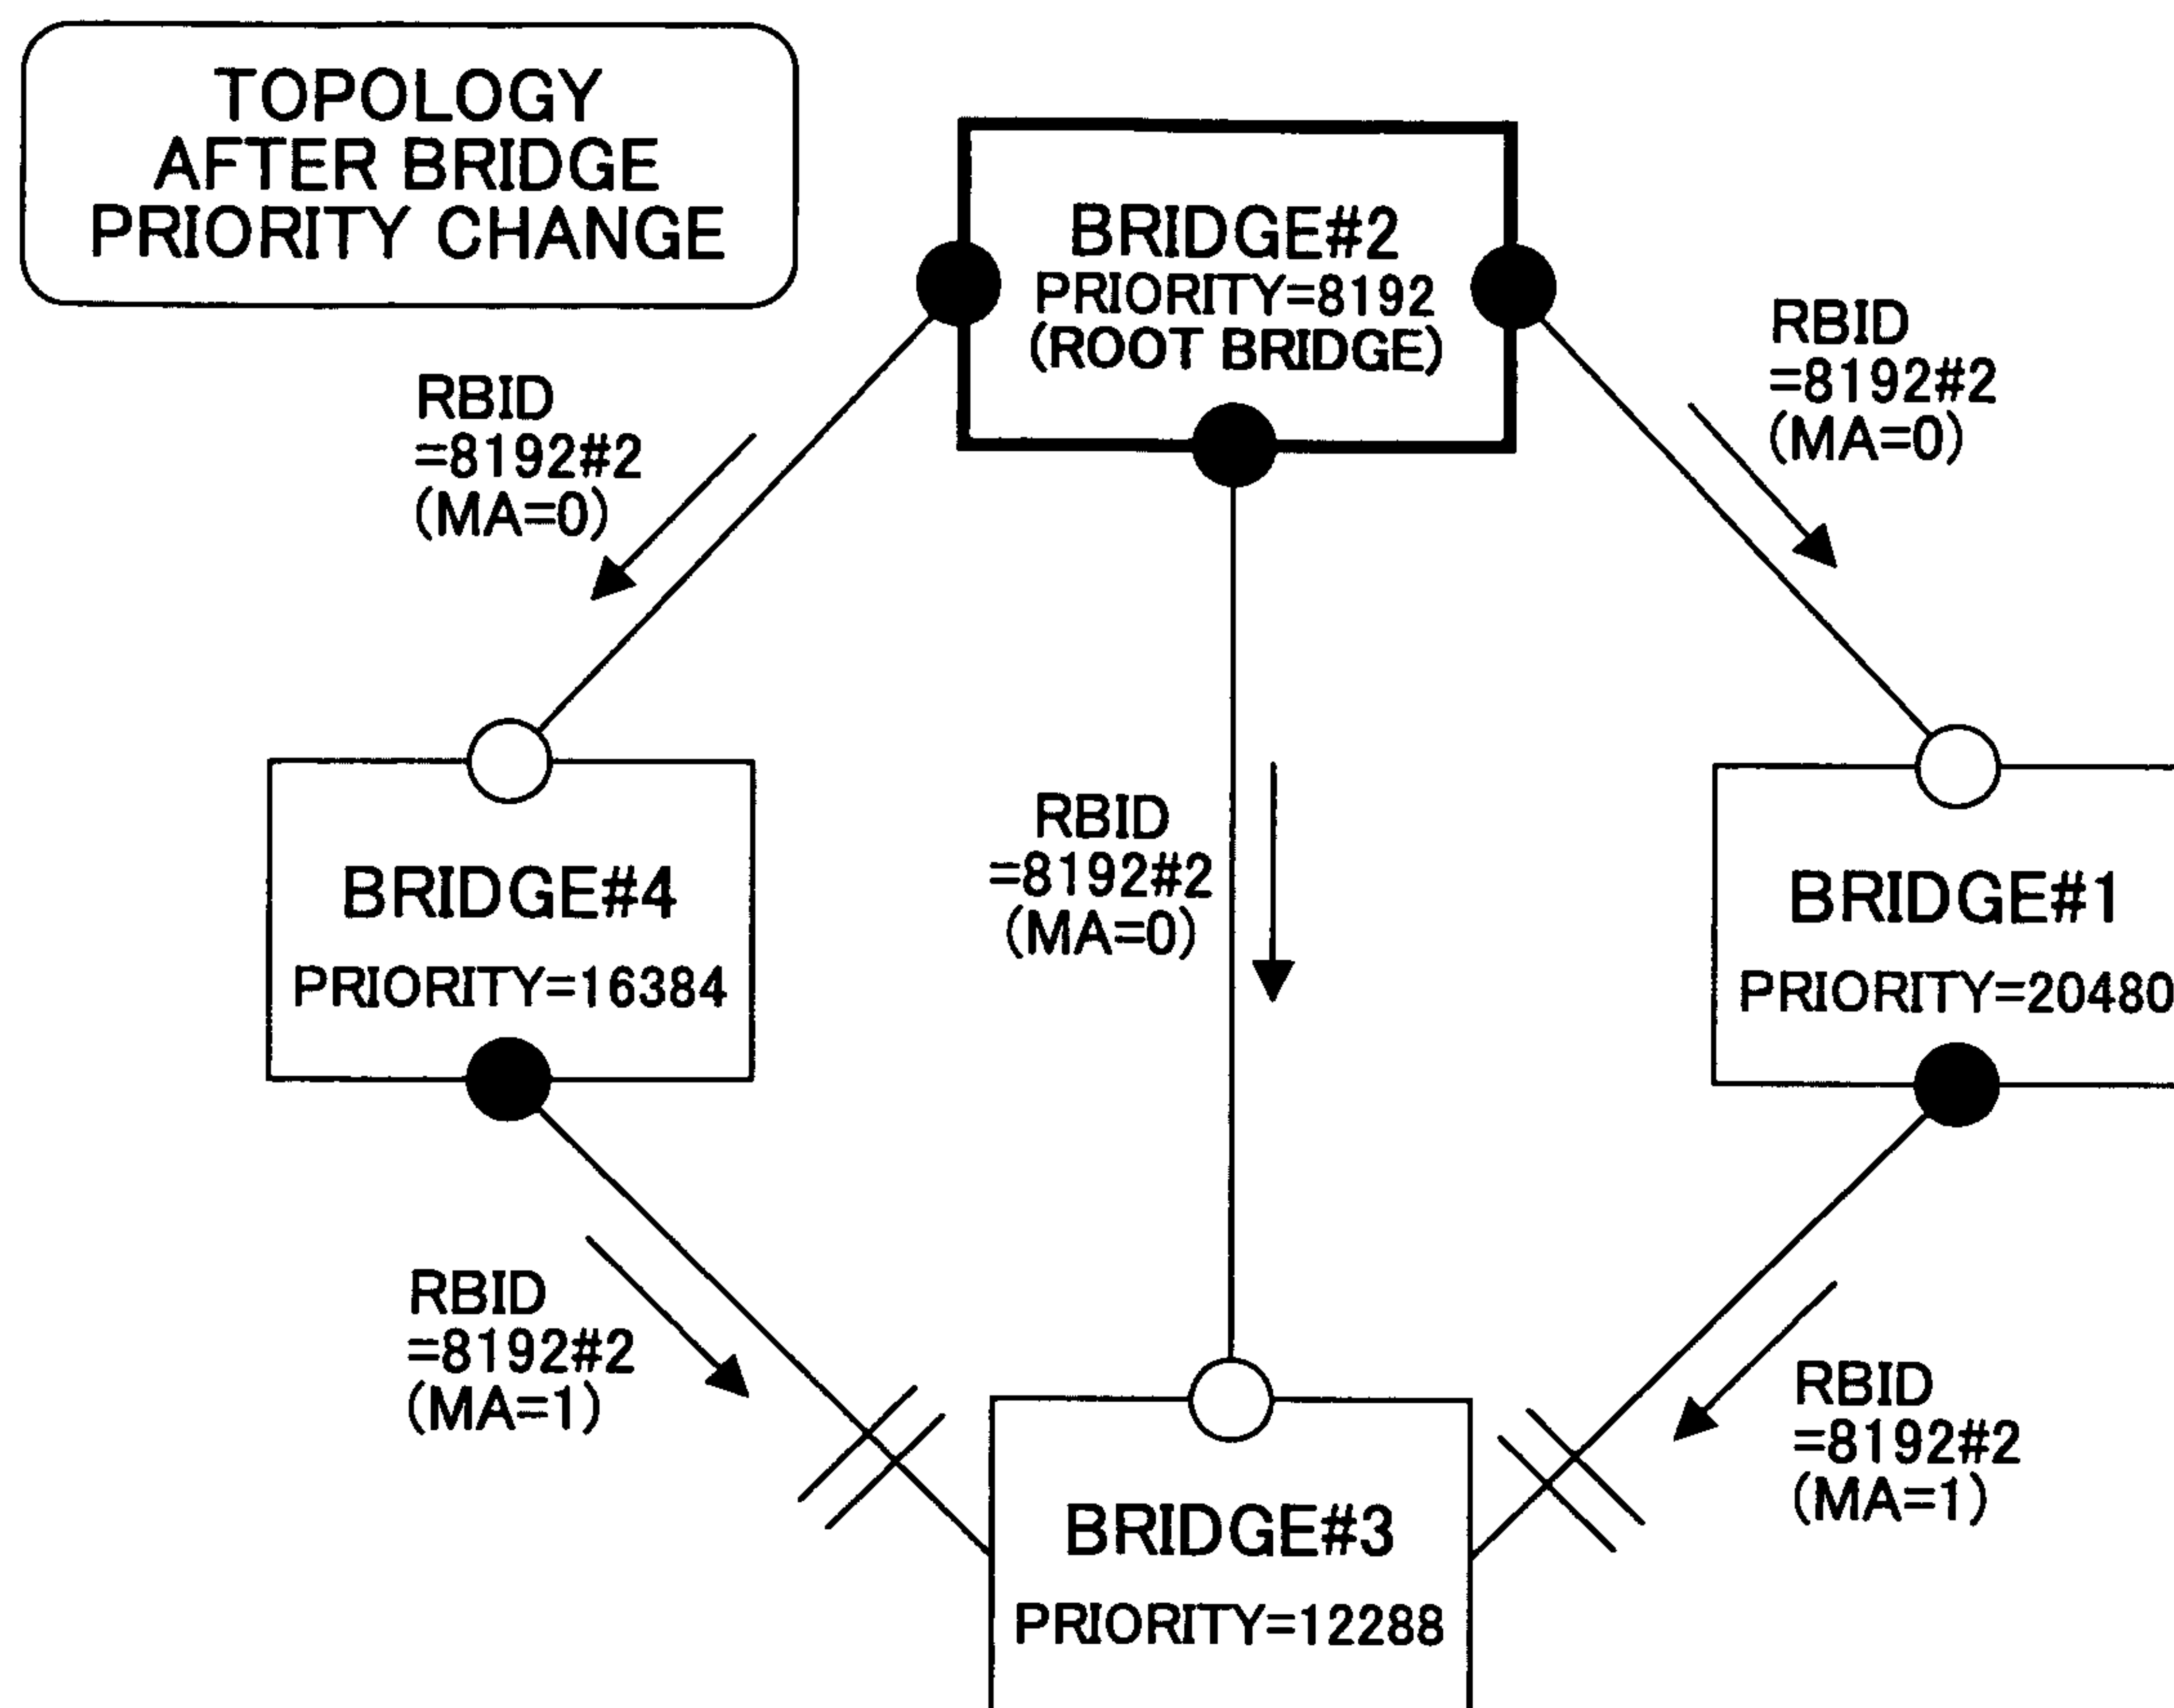 TOPOLOGY
AFTER BRIDGE
PRIORITY CHANGE
BRIDGE#2
PRIORITY=8192
(ROOT BRIDGE)
RBID
=8192#2
(MA=0)
RBID
=8192#2
(MA=0)
RBID
=8192#2
(MA=0)
BRIDGE#4
PRIORITY=16384
BRIDGE#1
PRIORITY=20480
RBID
=8192#2
(MA=1)
RBID
=8192#2
(MA=1)
BRIDGE#3
PRIORITY=12288